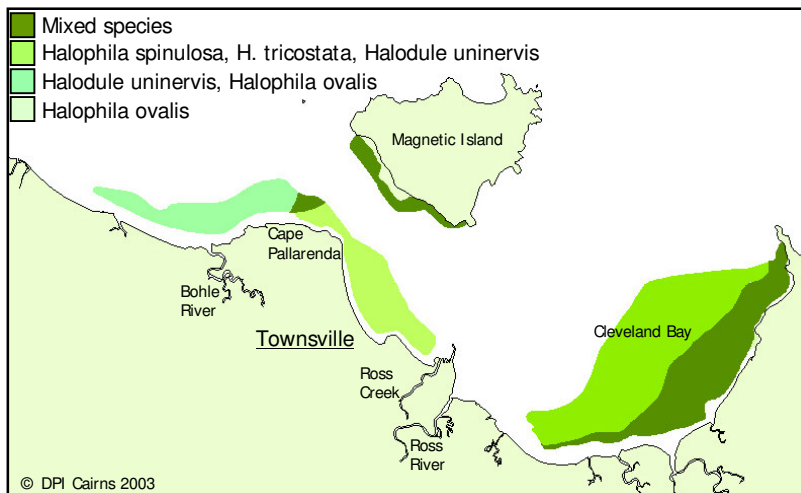 Mixed species
Halophila spinulosa, H. tricostata, Halodule uninervis
Halodule uninervis, Halophila ovalis
Halophila ovalis
Magnetic Island
Cape
Pallarenda
Bohle
River
Townsville
Cleveland Bay
Ross
Creek
Ross
River
© DPI Cairns 2003